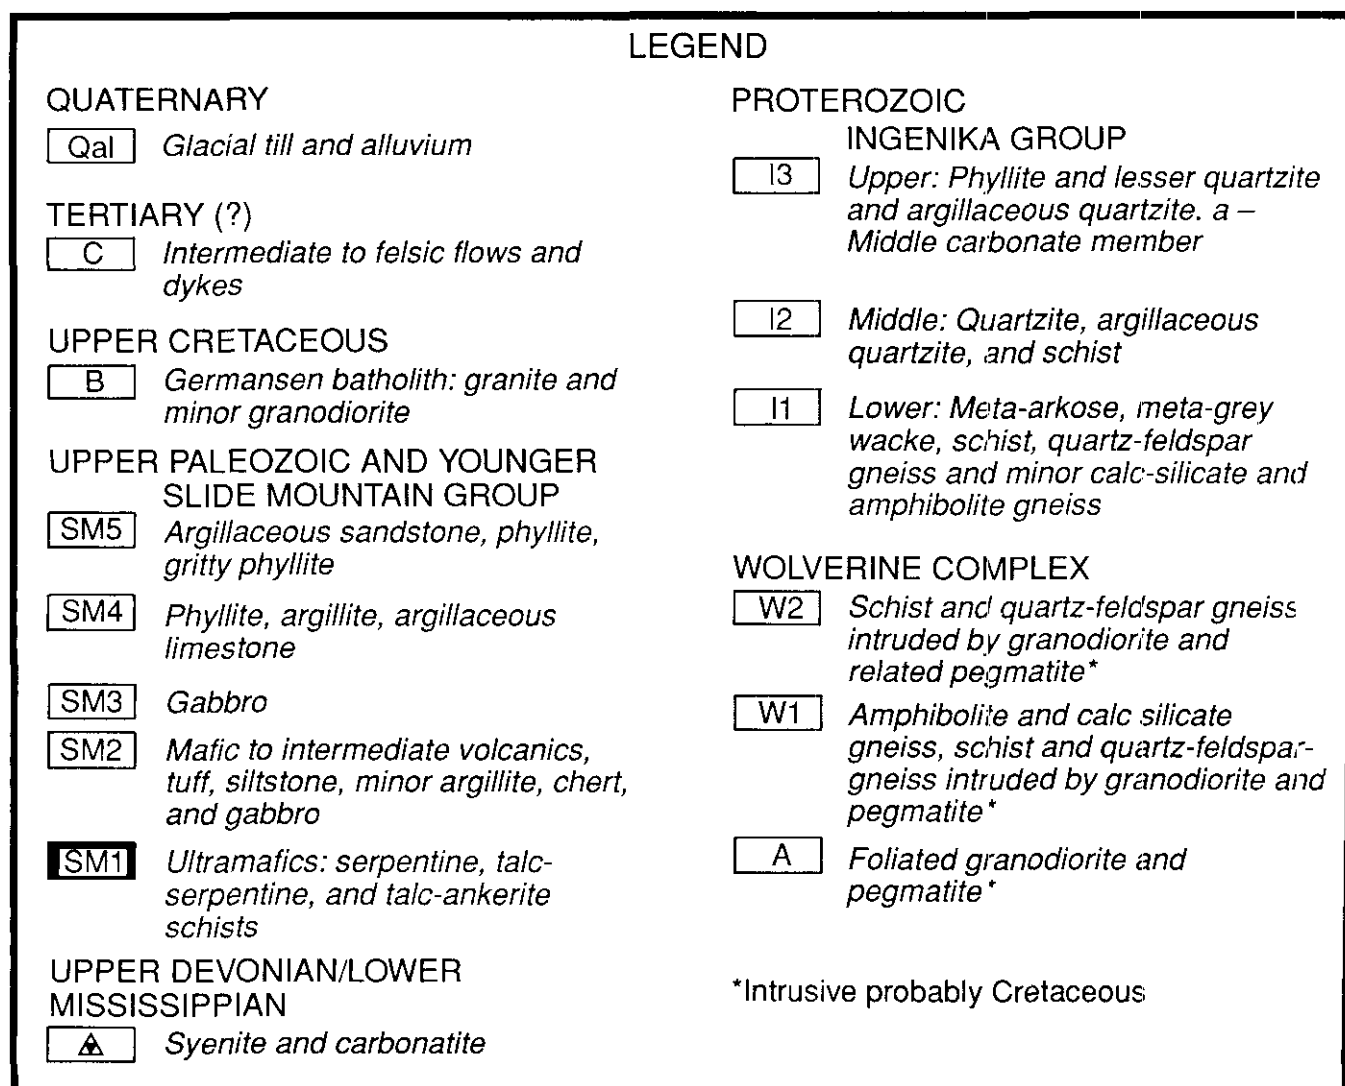 LEGEND
QUATERNARY
Qal Glacial till and alluvium
TERTIARY (?)
C Intermediate to felsic flows and
dykes
UPPER CRETACEOUS
B Germansen batholith: granite and
minor granodiorite
UPPER PALEOZOIC AND YOUNGER
SLIDE MOUNTAIN GROUP
SM5 Argillaceous sandstone, phyllite,
gritty phyllite
SM4 Phyllite, argillite, argillaceous
limestone
SM3 Gabbro
SM2 Mafic to intermediate volcanics,
tuff, siltstone, minor argillite, chert,
and gabbro
SM1 Ultramafics: serpentine, talc-
serpentine, and talc-ankerite
schists
UPPER DEVONIAN/LOWER
MISSISSIPPIAN
Syenite and carbonatite
PROTEROZOIC
INGENIKA GROUP
I3 Upper: Phyllite and lesser quartzite
and argillaceous quartzite. a –
Middle carbonate member
I2 Middle: Quartzite, argillaceous
quartzite, and schist
I1 Lower: Meta-arkose, meta-grey
wacke, schist, quartz-feldspar
gneiss and minor calc-silicate and
amphibolite gneiss
WOLVERINE COMPLEX
W2 Schist and quartz-feldspar gneiss
intruded by granodiorite and
related pegmatite*
W1 Amphibolite and calc silicate
gneiss, schist and quartz-feldspar-
gneiss intruded by granodiorite and
pegmatite*
A Foliated granodiorite and
pegmatite*
*Intrusive probably Cretaceous